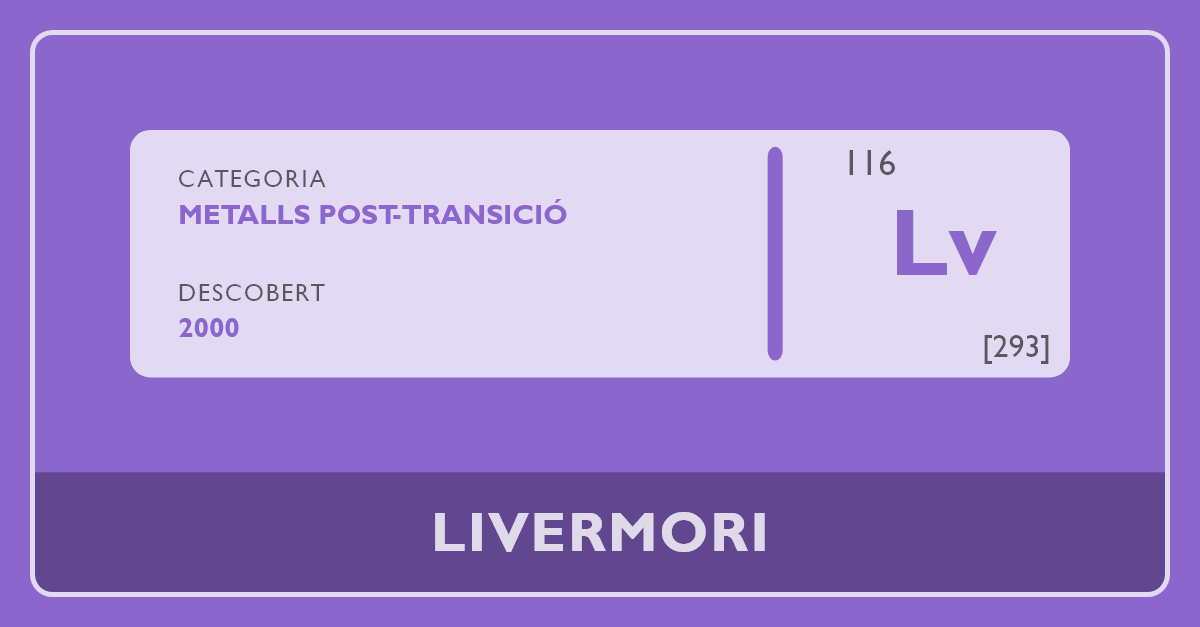 CATEGORIA
METALLS POST-TRANSICIÓ
DESCOBERT
2000
116
Lv
[293]
LIVERMORI